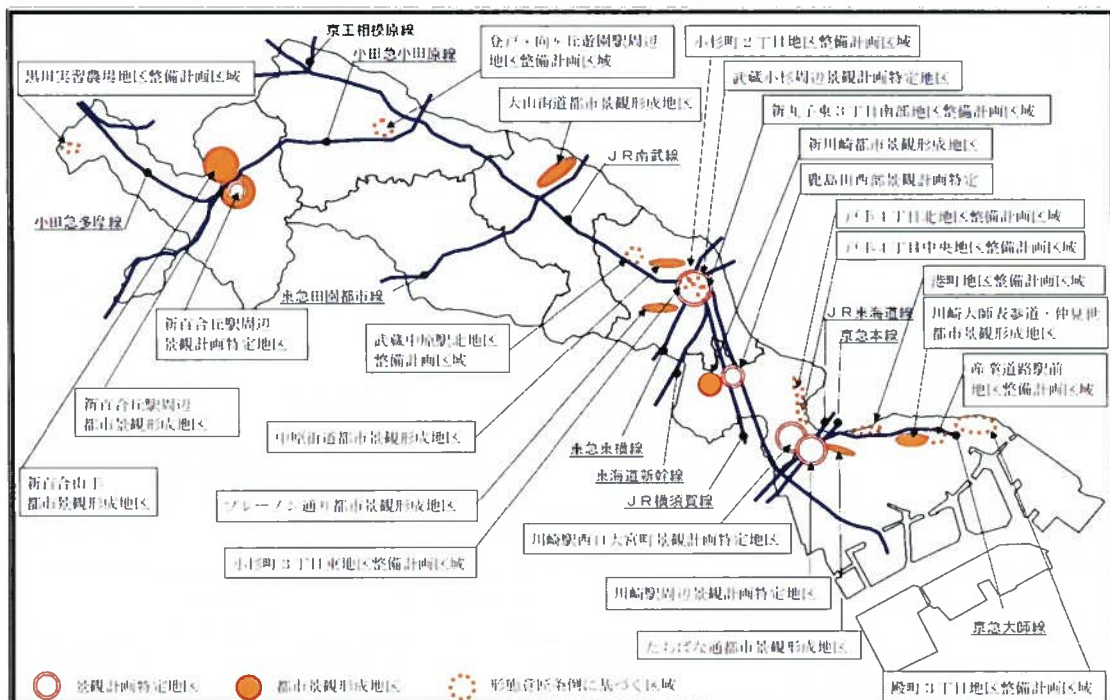 京王相模原線
小田急小田原線
登戸・向ヶ丘遊園駅周辺
地区整備計画区域
小杉町2丁目地区整備計画区域
武蔵小杉周辺景観計画特定地区
黒川実習農場地区整備計画区域
大山街道都市景観形成地区
新丸子東3丁目南部地区整備計画区域
新川崎都市景観形成地区
JR南武線
鹿島田西部景観計画特定
戸手4丁目北地区整備計画区域
小田急多摩線
戸手4丁目中央地区整備計画区域
港町地区整備計画区域
東急田園都市線
JR東海道線
川崎大師表参道・仲見世
都市景観形成地区
京急本線
新百合丘駅周辺
景観計画特定地区
武蔵中原駅北地区
整備計画区域
産業道路駅前
地区整備計画区域
新百合丘駅周辺
都市景観形成地区
中原街道都市景観形成地区
東急東横線
東海道新幹線
JR横須賀線
新百合山手
都市景観形成地区
ブレーメン通り都市景観形成地区
川崎駅西口大宮町景観計画特定地区
小杉町3丁目東地区整備計画区域
川崎駅周辺景観計画特定地区
京急大師線
たちばな通都市景観形成地区
殿町3丁目地区整備計画区域
景観計画特定地区
都市景観形成地区
形態意匠条例に基づく区域